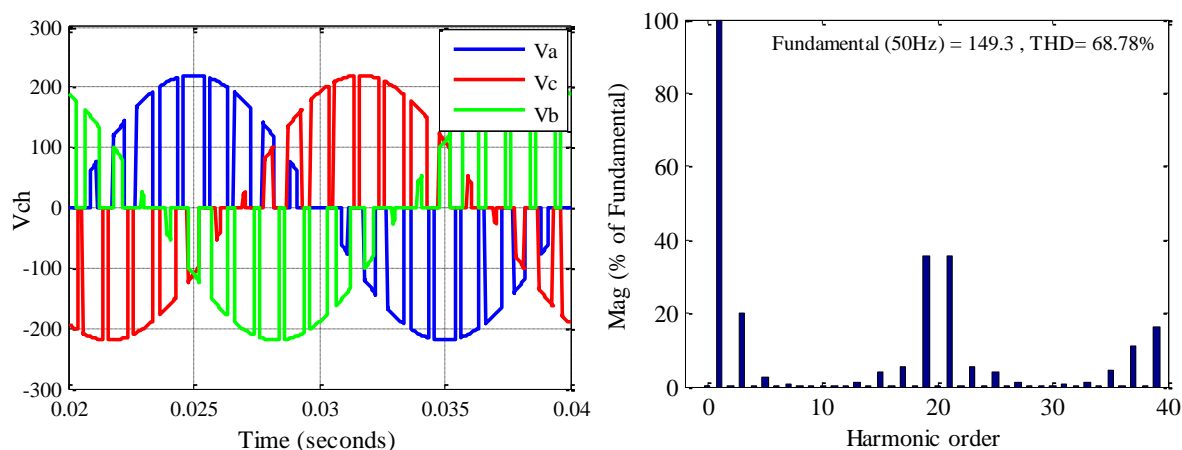 300
200
100
0
-100
-200
-300
Vch
0.02
0.025
0.03
0.035
0.04
Time (seconds)
Va
Vc
Vb
100
80
60
40
20
0
Mag (% of Fundamental)
0
10
20
30
40
Harmonic order
Fundamental (50Hz) = 149.3 , THD= 68.78%